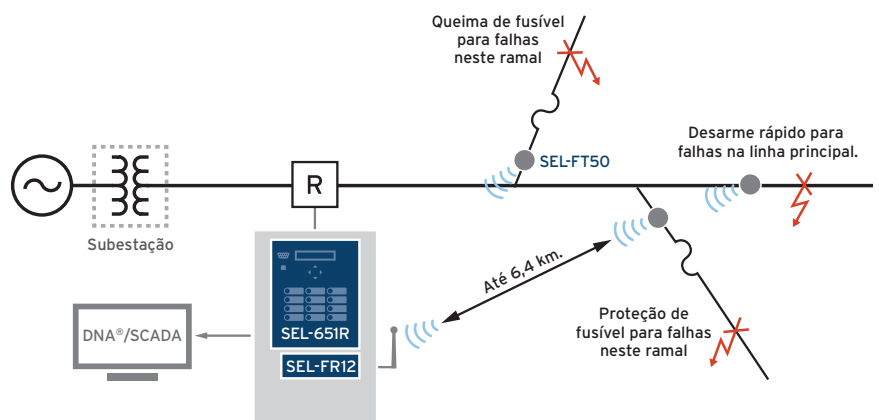 Queima de fusível
para falhas
neste ramal
Desarme rápido para
falhas na linha principal.
SEL-FT50
R
Subestação
Até 6,4 km.
DNA®/SCADA
SEL-651R
SEL-FR12
Proteção de
fusível para falhas
neste ramal